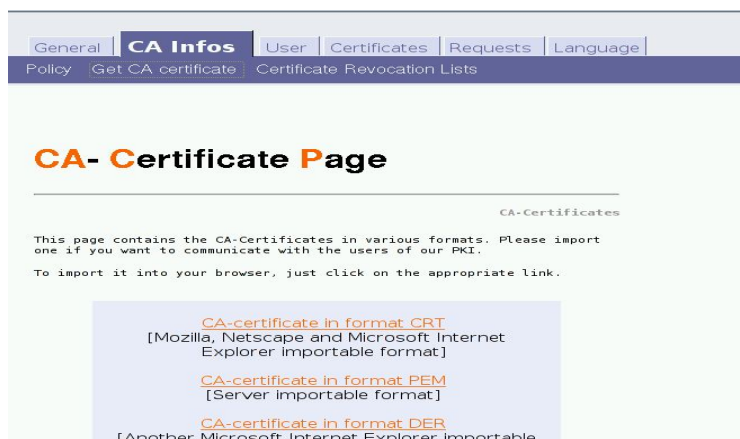 General CA Infos User Certificates Requests Language
Policy Get CA certificate Certificate Revocation Lists
CA- Certificate Page
CA-Certificates
This page contains the CA-Certificates in various formats. Please import
one if you want to communicate with the users of our PKI.
To import it into your browser, just click on the appropriate link.
CA-certificate in format CRT
[Mozilla, Netscape and Microsoft Internet
Explorer importable format]
CA-certificate in format PEM
[Server importable format]
CA-certificate in format DER
[Another Microsoft Internet Explorer importable